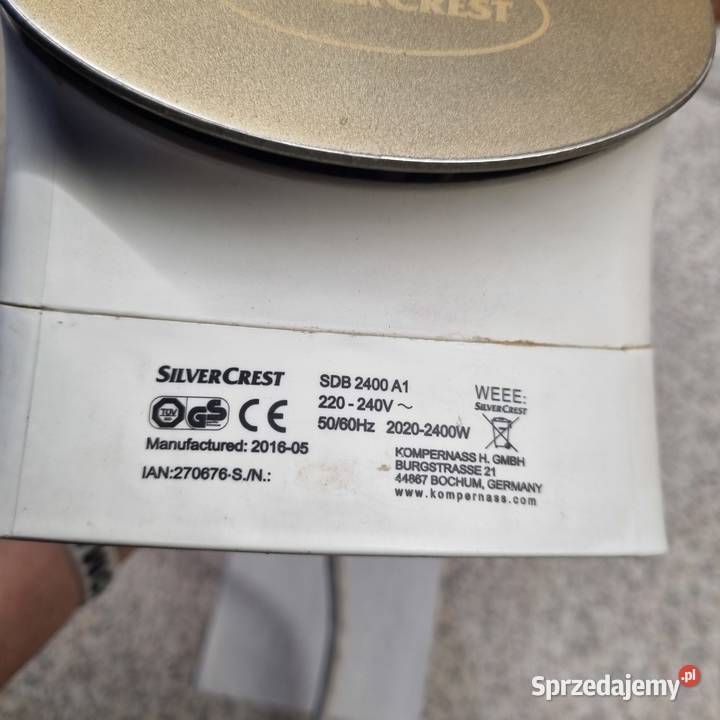 ERCREST
SILVERCREST
SDB 2400 A1
220 - 240V ~
50/60Hz 2020-2400W
WEEE:
SILVERCREST
TÜV
GS
CE
Manufactured: 2016-05
IAN:270676-S./N.:
KOMPERNASS H. GMBH
BURGSTRASSE 21
44867 BOCHUM, GERMANY
www.kompernass.com
Sprzedajemy.pl